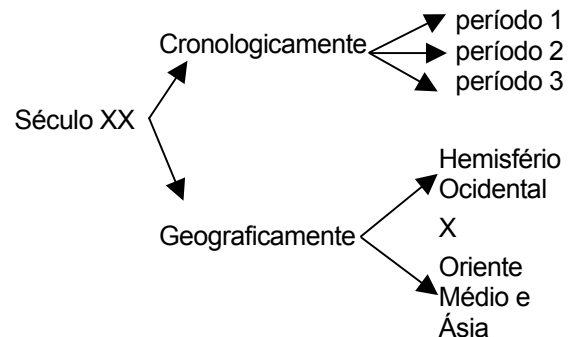 Cronologicamente
período 1
período 2
período 3
Século XX
Geograficamente
Hemisfério
Ocidental
X
Oriente
Médio e
Ásia